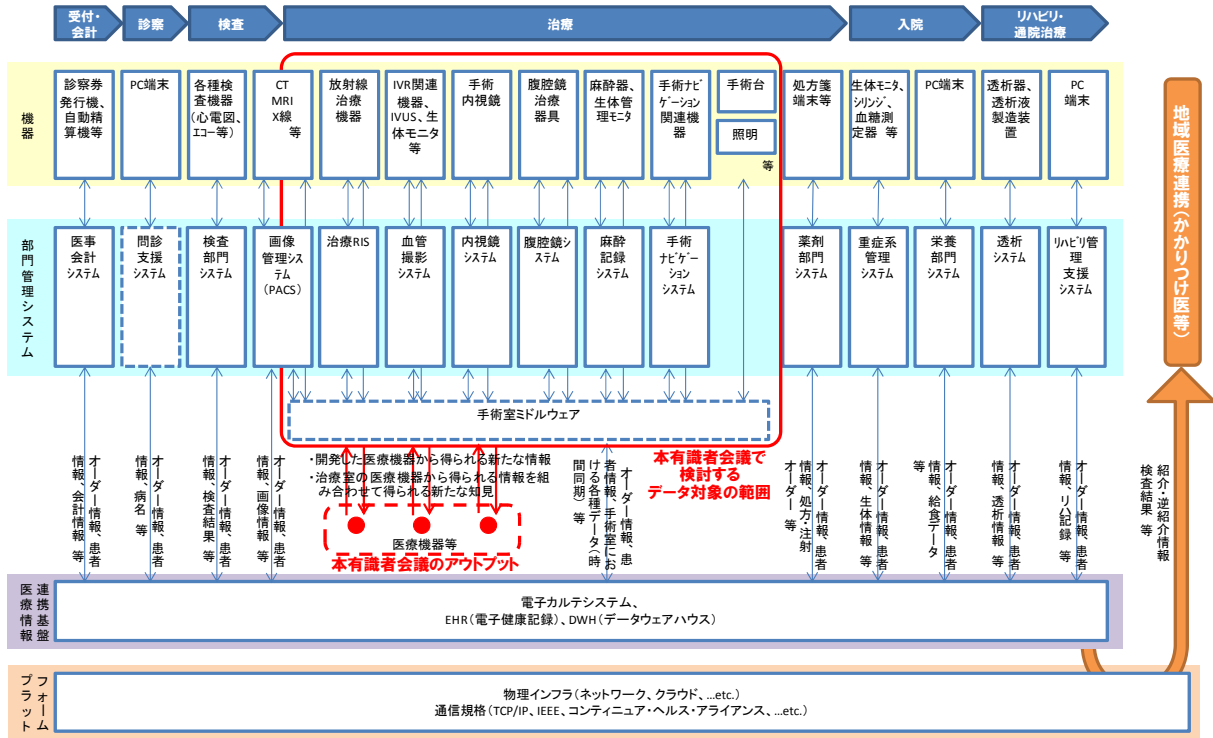 受付・
会計
診察
検査
治療
入院
リハビリ・
通院治療
機器
診察券
発行機、
自動精
算機等
PC端末
各種検
査機器
(心電図、
エコー等)
CT
MRI
X線
等
放射線
治療
機器
IVR関連
機器、
IVUS、生
体モニタ
等
手術
内視鏡
腹腔鏡
治療
器具
麻酔器、
生体管
理モニタ
手術ナビ
ゲーション
関連機
器
手術台
照明
等
処方箋
端末等
生体モニタ、
シリンジ、
血糖測
定器 等
PC端末
透析器、
透析液
製造装
置
PC
端末
部門管理システム
医事
会計
システム
問診
支援
システム
検査
部門
システム
画像
管理シス
テム
(PACS)
治療RIS
血管
撮影
システム
内視鏡
システム
腹腔鏡シ
ステム
麻酔
記録シ
ステム
手術
ナビゲー
ション
システム
薬剤
部門シ
ステム
重症系
管理シ
ステム
栄養
部門シ
ステム
透析シ
ステム
リハビリ管
理
支援シ
ステム
手術室ミドルウェア
・開発した医療機器から得られる新たな情報
・治療室の医療機器から得られる情報を組
み合わせて得られる新たな知見
医療機器等
本有識者会議のアウトプット
本有識者会議で
検討する
データ対象の範囲
オーダー情報、患者
情報、会計情報 等
オーダー情報、患者
情報、病名 等
オーダー情報、患者
情報、検査結果 等
オーダー情報、患者
情報、画像情報 等
オーダー情報、患
者情報、手術室にお
ける各種データ(時
間同期) 等
オーダー情報、患者
情報、処方・注射
オーダー 等
オーダー情報、患者
情報、生体情報 等
オーダー情報、患者
情報、給食データ
等
オーダー情報、患者
情報、透析情報 等
オーダー情報、患者
情報、リハ記録 等
紹介・逆紹介情報
検査結果 等
地域医療連携(かかりつけ医等)
医療情報
連携基盤
電子カルテシステム、
EHR(電子健康記録)、DWH(データウェアハウス)
プラット
フォーム
物理インフラ(ネットワーク、クラウド、...etc.)
通信規格(TCP/IP、IEEE、コンティニュア・ヘルス・アライアンス、...etc.)